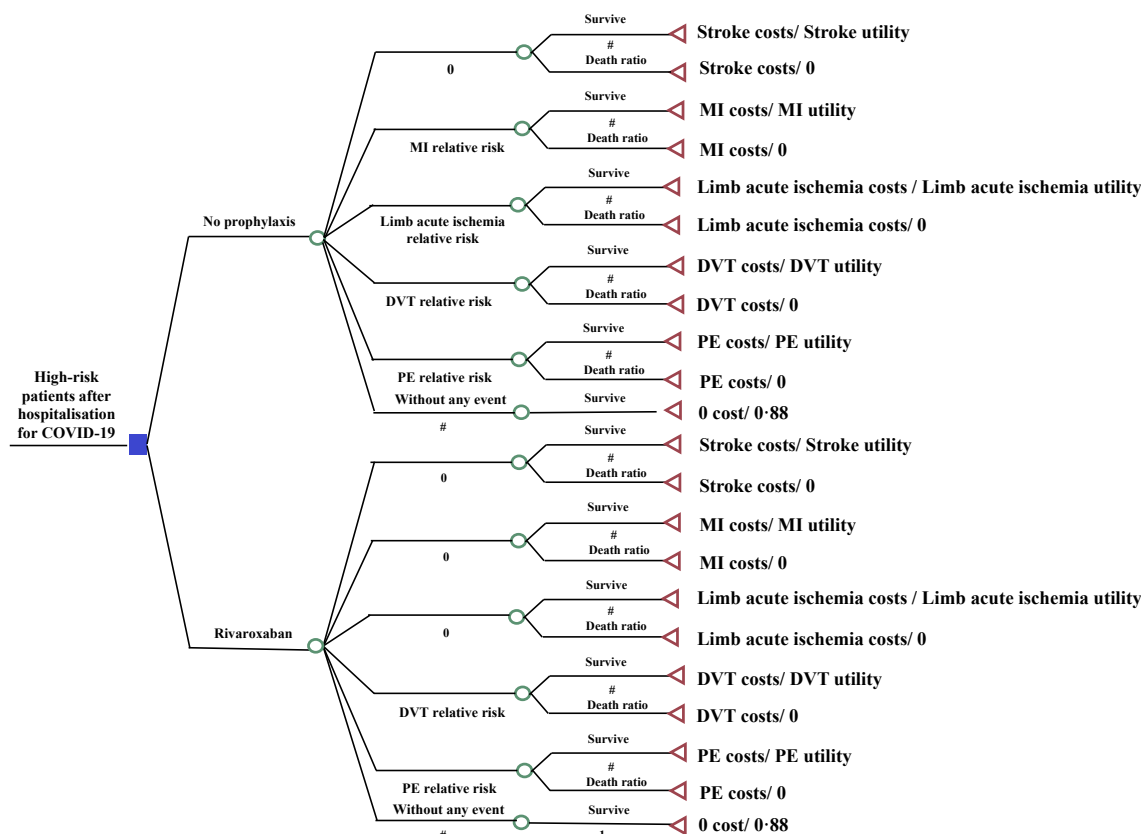 High-risk
patients after
hospitalisation
for COVID-19
No prophylaxis
0
Survive
#
Death ratio
Stroke costs/ Stroke utility
Stroke costs/ 0
MI relative risk
Survive
#
Death ratio
MI costs/ MI utility
MI costs/ 0
Limb acute ischemia
relative risk
Survive
#
Death ratio
Limb acute ischemia costs / Limb acute ischemia utility
Limb acute ischemia costs/ 0
DVT relative risk
Survive
#
Death ratio
DVT costs/ DVT utility
DVT costs/ 0
PE relative risk
Survive
#
Death ratio
PE costs/ PE utility
PE costs/ 0
Without any event
#
Survive
0 cost/ 0·88
Rivaroxaban
0
Survive
#
Death ratio
Stroke costs/ Stroke utility
Stroke costs/ 0
0
Survive
#
Death ratio
MI costs/ MI utility
MI costs/ 0
0
Survive
#
Death ratio
Limb acute ischemia costs / Limb acute ischemia utility
Limb acute ischemia costs/ 0
DVT relative risk
Survive
#
Death ratio
DVT costs/ DVT utility
DVT costs/ 0
PE relative risk
Survive
#
Death ratio
PE costs/ PE utility
PE costs/ 0
Without any event
#
Survive
0 cost/ 0·88